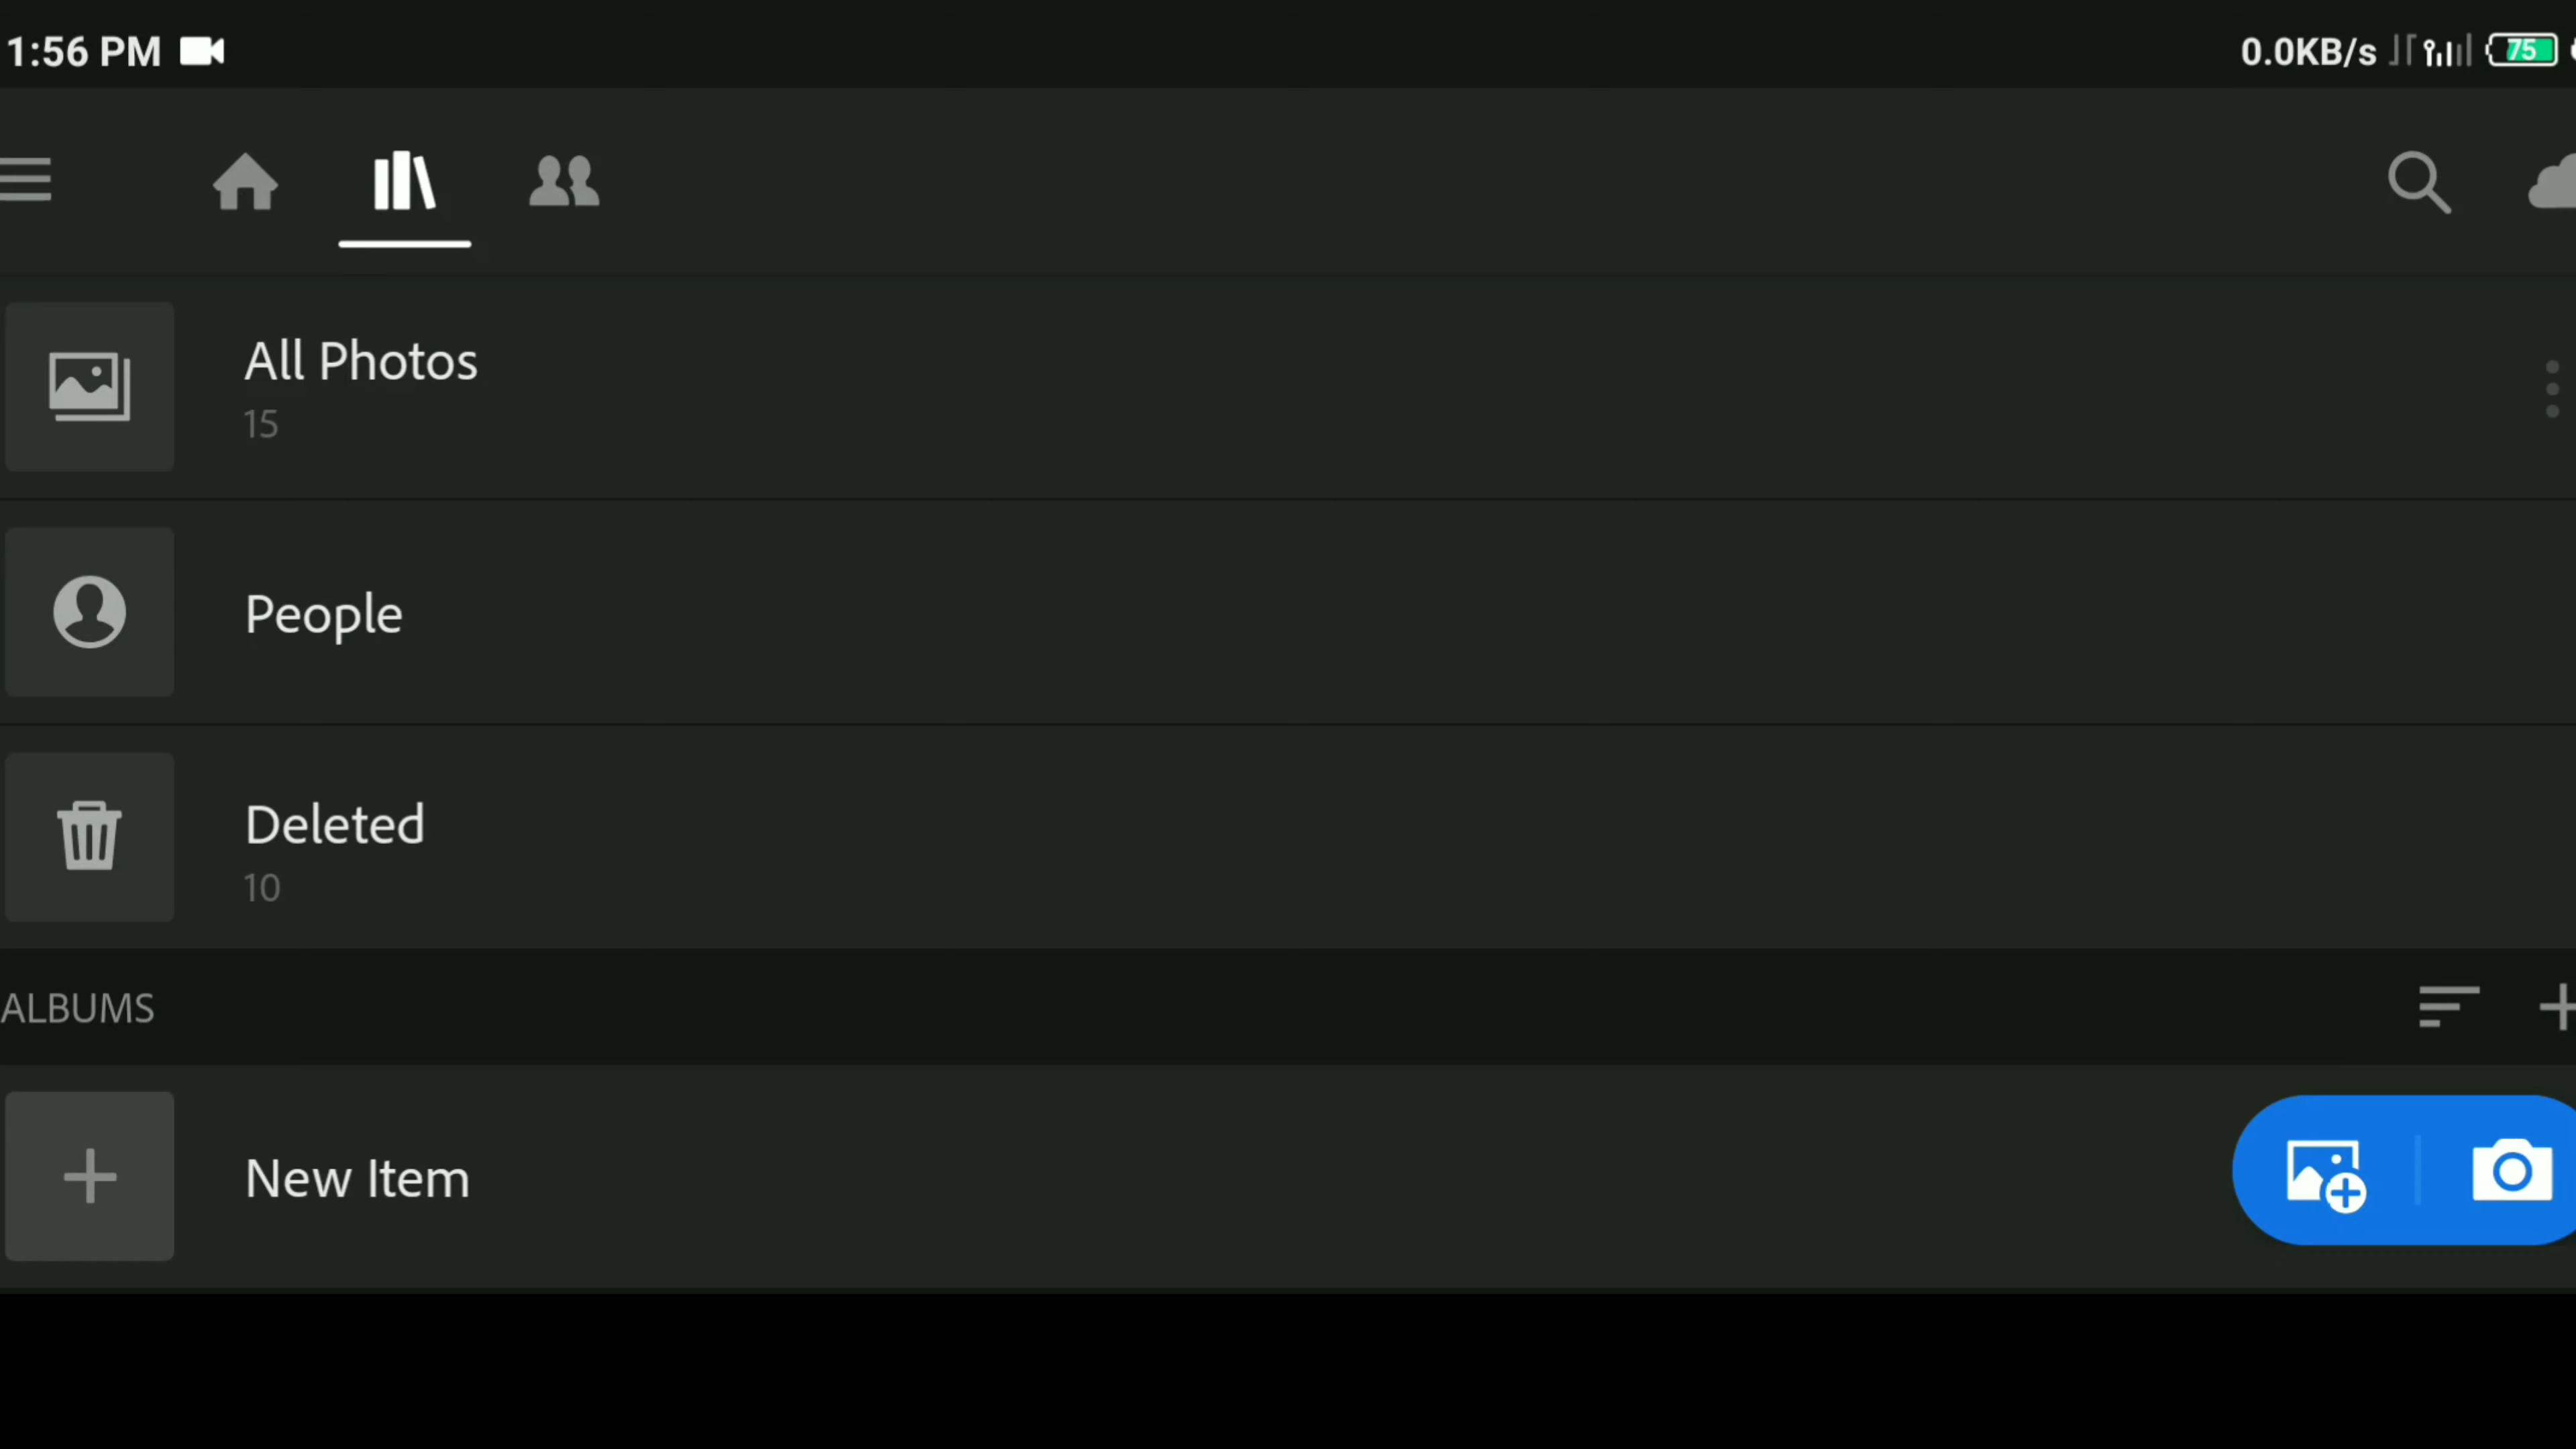 1:56 PM 0.0KB/s 75
All Photos
15
People
Deleted
10
ALBUMS
New Item